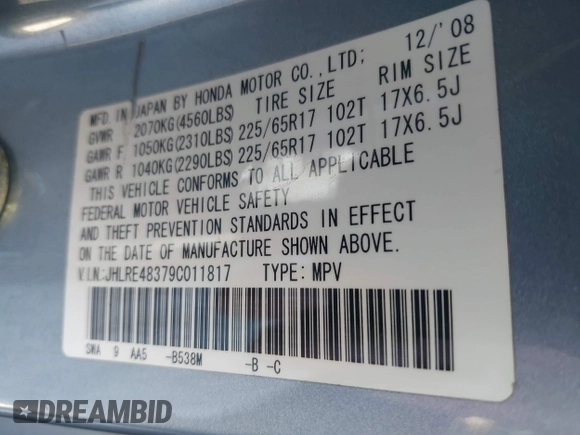 MFD. IN JAPAN BY HONDA MOTOR CO.,LTD; 12/'08
GVWR 2070KG(4560LBS) TIRE SIZE RIM SIZE
GAWR F 1050KG(2310LBS) 225/65R17 102T 17X6.5J
GAWR R 1040KG(2290LBS) 225/65R17 102T 17X6.5J
THIS VEHICLE CONFORMS TO ALL APPLICABLE
FEDERAL MOTOR VEHICLE SAFETY
AND THEFT PREVENTION STANDARDS IN EFFECT
ON THE DATE OF MANUFACTURE SHOWN ABOVE.
V.I.N:JHLRE48379C011817 TYPE: MPV
SWA 9 AA5 -B538M -B -C
DREAMBID